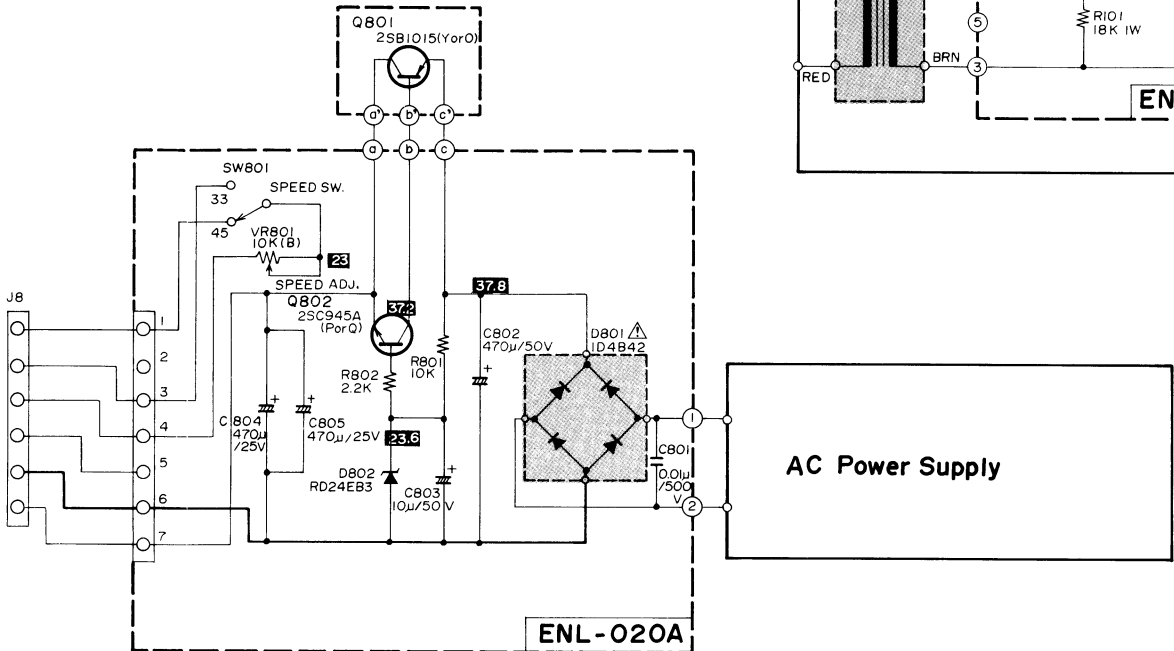 Q801
2SB1015(YorO)
a' b' c'
a b c
RED
BRN
5
3
R101
18K 1W
EN
SW801
33
SPEED SW.
45
VR801
10K(B)
23
SPEED ADJ.
37.8
J8
Q802
2SC945A
(PorQ)
37.2
1
2
3
4
5
6
7
R802
2.2K
R801
10K
C802
470µ/50V
D801
1D4B42
C804
470µ
/25V
C805
470µ/25V
23.6
D802
RD24EB3
C803
10µ/50V
C801
0.01µ
/500
V
1
2
AC Power Supply
ENL-020A